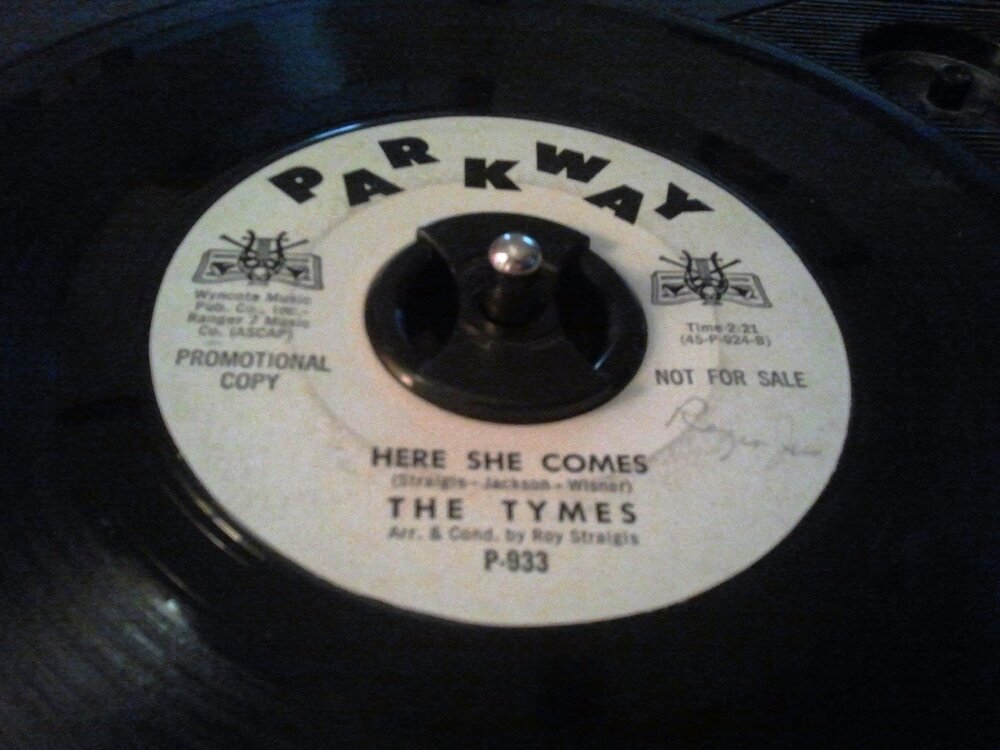 PARKWAY
Wyncote Music
Pub. Co., Inc.-
Ranger 7 Music
Co. (ASCAP)
PROMOTIONAL
COPY
Time 2:21
(45-P-924-B)
NOT FOR SALE
HERE SHE COMES
(Straigis - Jackson - Wisner)
THE TYMES
Arr. & Cond. by Roy Straigis
P-933